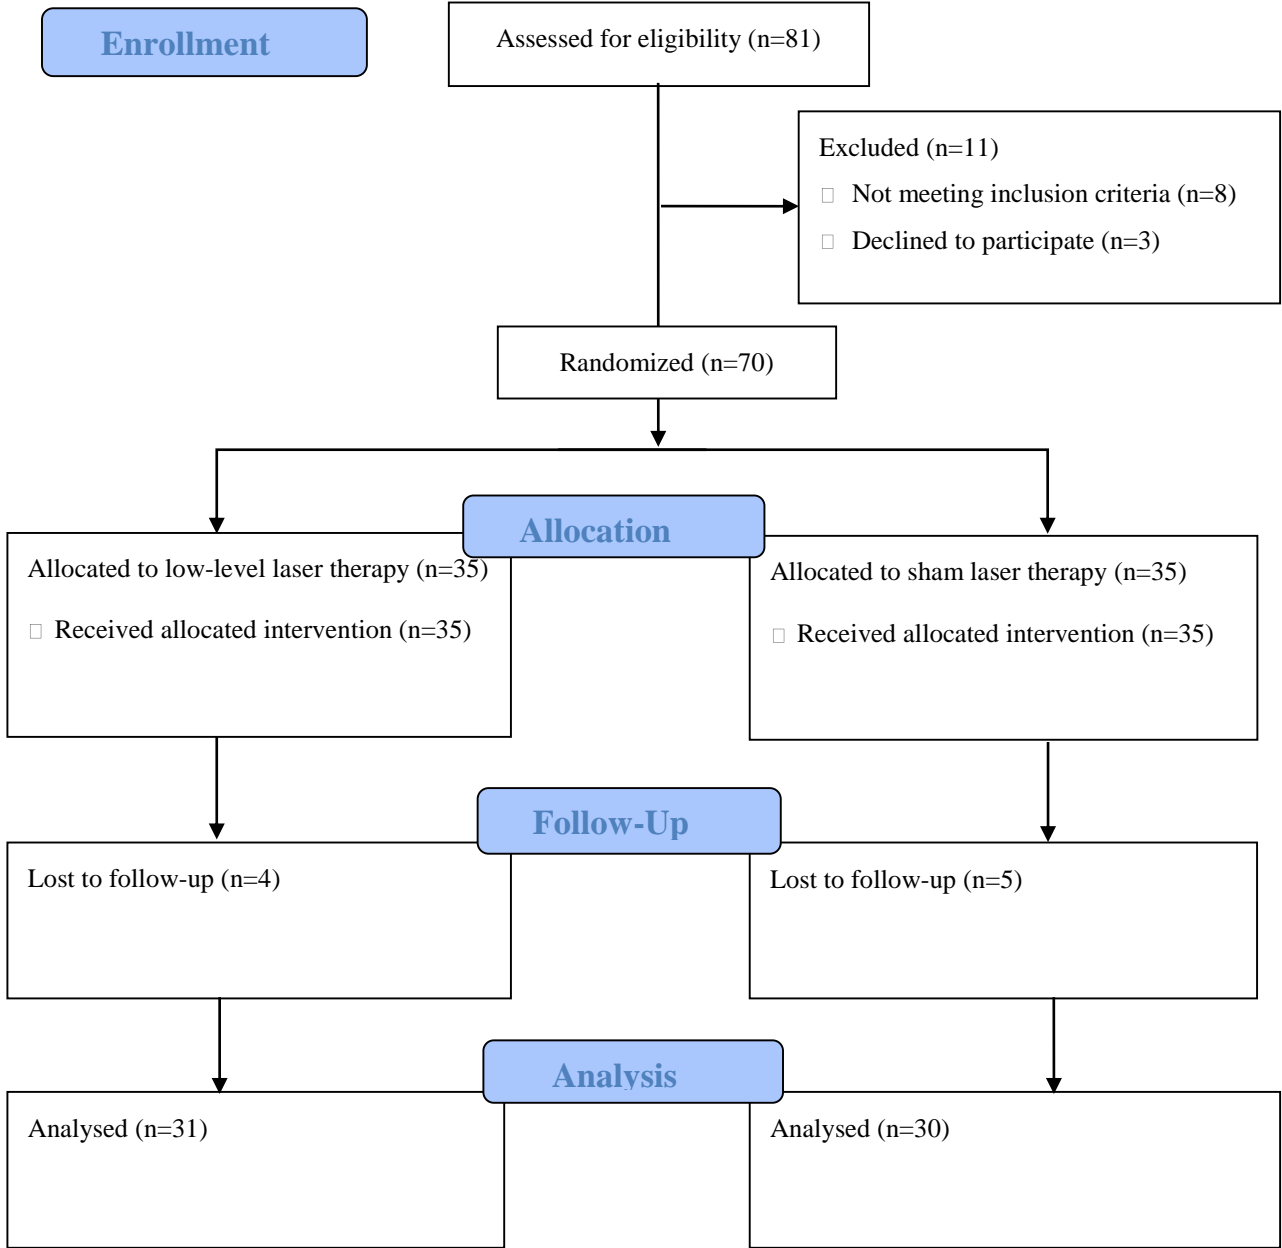 Enrollment
Assessed for eligibility (n=81)
Excluded (n=11)
Not meeting inclusion criteria (n=8)
Declined to participate (n=3)
Randomized (n=70)
Allocation
Allocated to low-level laser therapy (n=35)
Received allocated intervention (n=35)
Allocated to sham laser therapy (n=35)
Received allocated intervention (n=35)
Follow-Up
Lost to follow-up (n=4)
Lost to follow-up (n=5)
Analysis
Analysed (n=31)
Analysed (n=30)